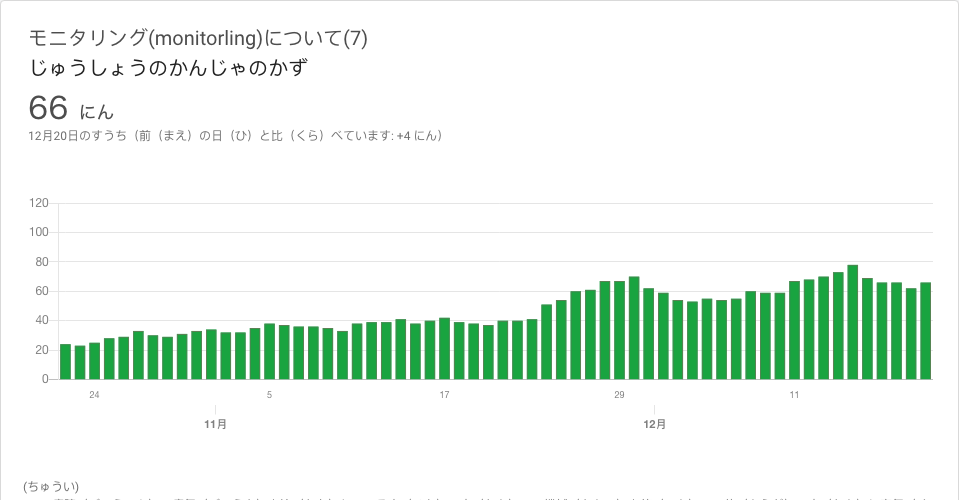 モニタリング(monitorling)について(7)
じゅうしょうのかんじゃのかず
66 にん
12月20日のすうち（前（まえ）の日（ひ）と比（くら）べています: +4 にん）
120
100
80
60
40
20
0
24 5 17 29 11
11月 12月
(ちゅうい)